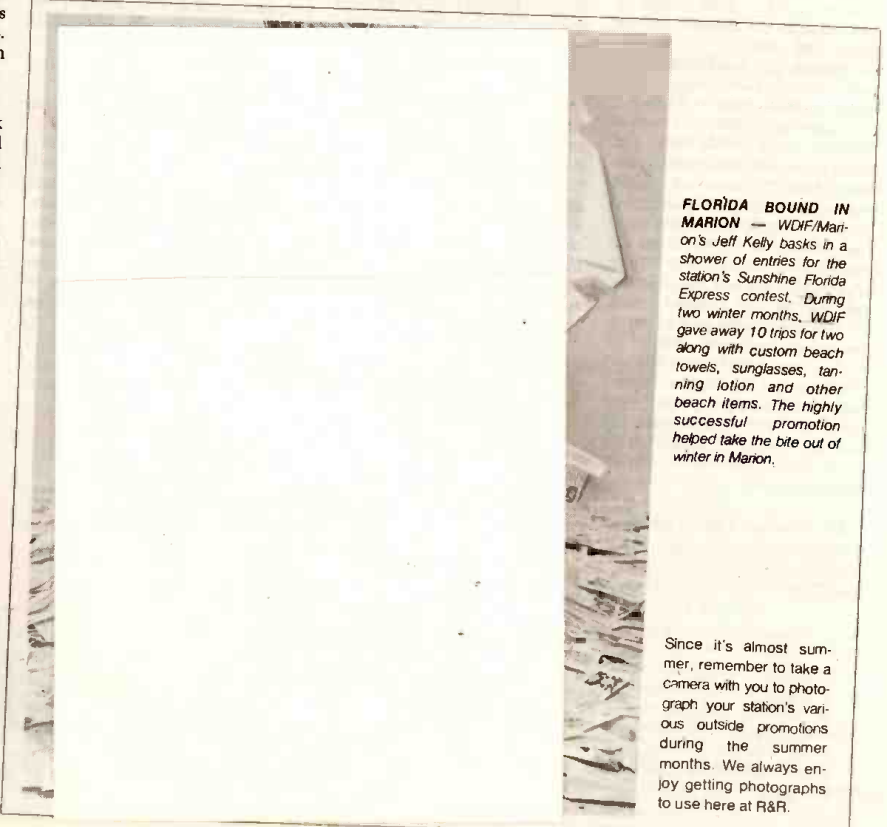 FLORIDA BOUND IN
MARION — WDIF/Mari-
on's Jeff Kelly basks in a
shower of entries for the
station's Sunshine Florida
Express contest. During
two winter months, WDIF
gave away 10 trips for two
along with custom beach
towels, sunglasses, tan-
ning lotion and other
beach items. The highly
successful promotion
helped take the bite out of
winter in Marion.
Since it's almost sum-
mer, remember to take a
camera with you to photo-
graph your station's vari-
ous outside promotions
during the summer
months. We always en-
joy getting photographs
to use here at R&R.